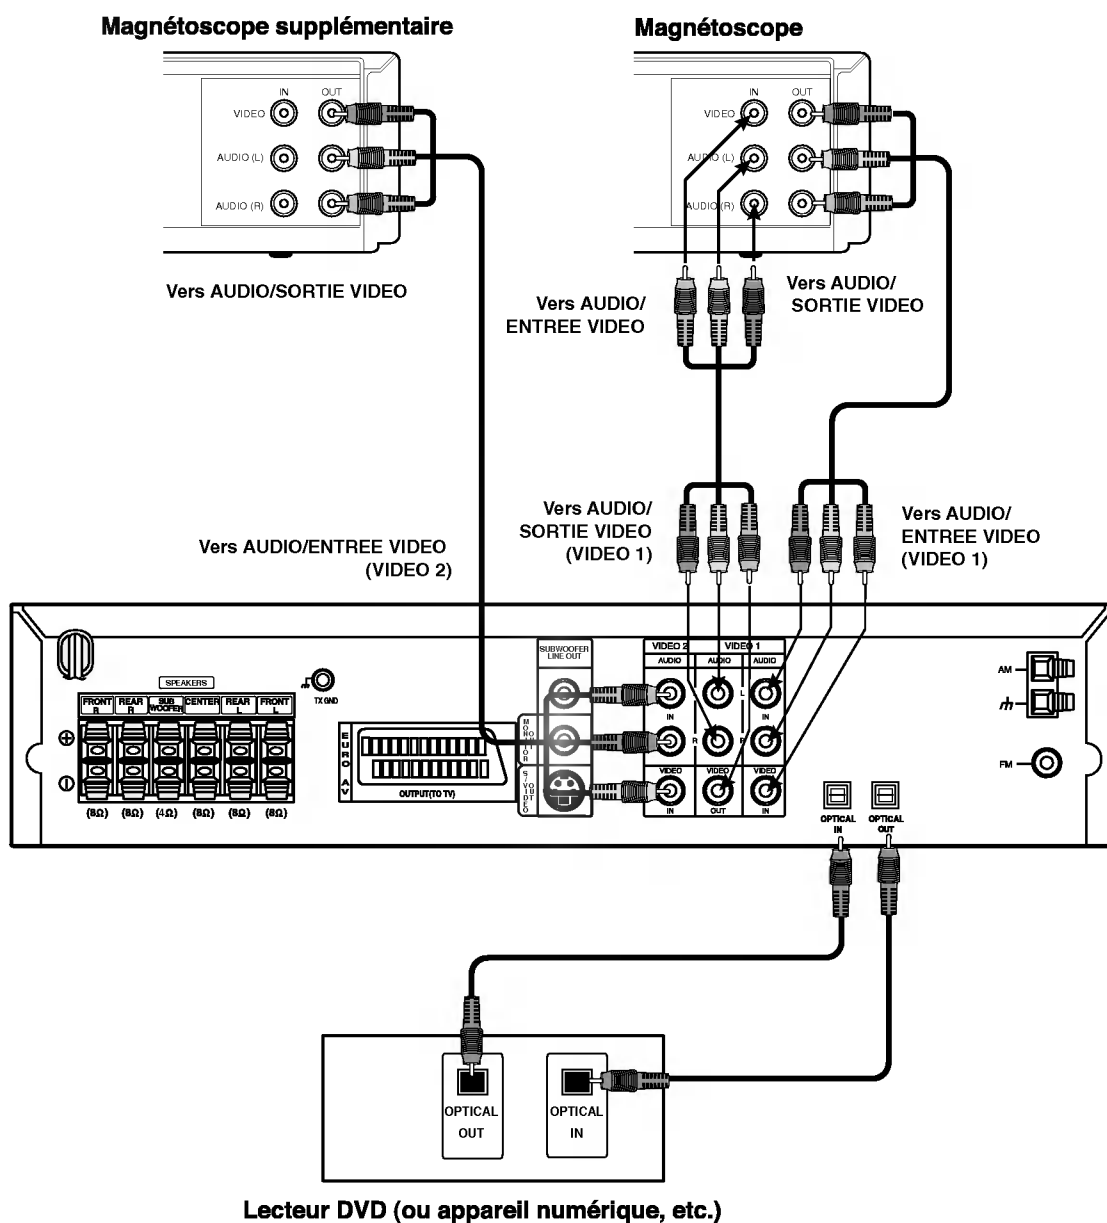 Magnétoscope supplémentaire
Magnétoscope
IN OUT
VIDEO
AUDIO (L)
AUDIO (R)
IN OUT
VIDEO
AUDIO (L)
AUDIO (R)
Vers AUDIO/SORTIE VIDEO
Vers AUDIO/
ENTREE VIDEO
Vers AUDIO/
SORTIE VIDEO
Vers AUDIO/ENTREE VIDEO
(VIDEO 2)
Vers AUDIO/
SORTIE VIDEO
(VIDEO 1)
Vers AUDIO/
ENTREE VIDEO
(VIDEO 1)
SPEAKERS
FRONT R
REAR R
SUB WOOFER
CENTER
REAR L
FRONT L
(8Ω) (8Ω) (4Ω) (8Ω) (8Ω) (8Ω)
TX GND
EURO AV
OUTPUT(TO TV)
SUBWOOFER
LINE OUT
MONITOR OUT
S/VIDEO OUT
VIDEO 2 VIDEO 1
AUDIO AUDIO AUDIO
L
IN IN
R R
VIDEO VIDEO VIDEO
IN OUT IN
AM
FM
OPTICAL
IN
OPTICAL
OUT
OPTICAL
OUT
OPTICAL
IN
Lecteur DVD (ou appareil numérique, etc.)